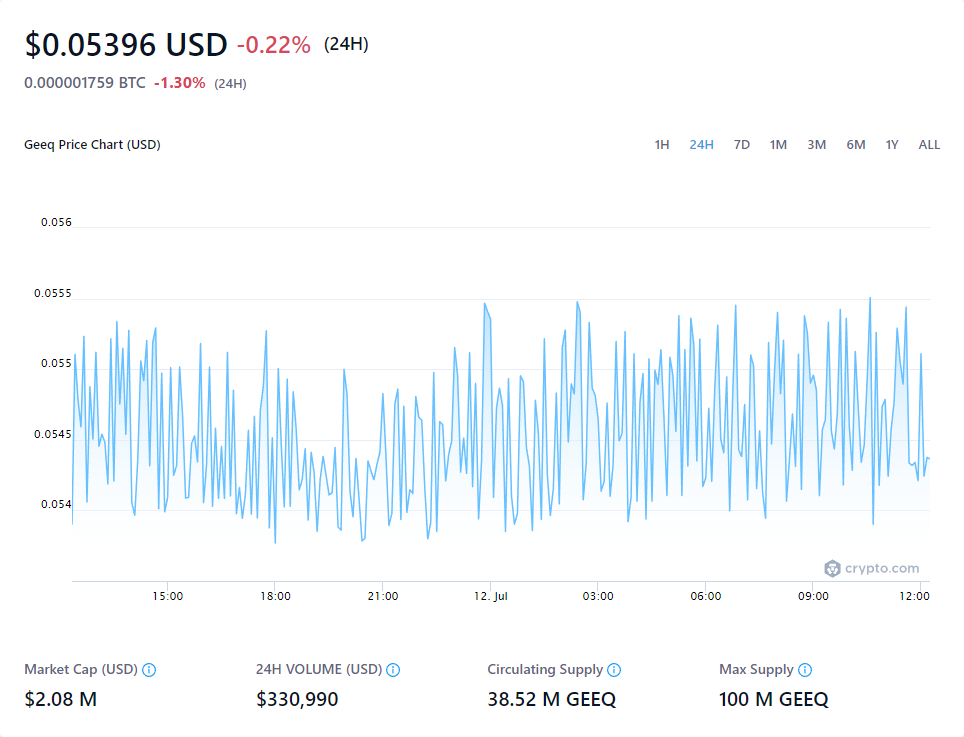 $0.05396 USD -0.22% (24H)
0.000001759 BTC -1.30% (24H)
Geeq Price Chart (USD) 1H 24H 7D 1M 3M 6M 1Y ALL
0.056
0.0555
0.055
0.0545
0.054
crypto.com
15:00 18:00 21:00 12. Jul 03:00 06:00 09:00 12:00
Market Cap (USD) 24H VOLUME (USD) Circulating Supply Max Supply
$2.08 M $330,990 38.52 M GEEQ 100 M GEEQ